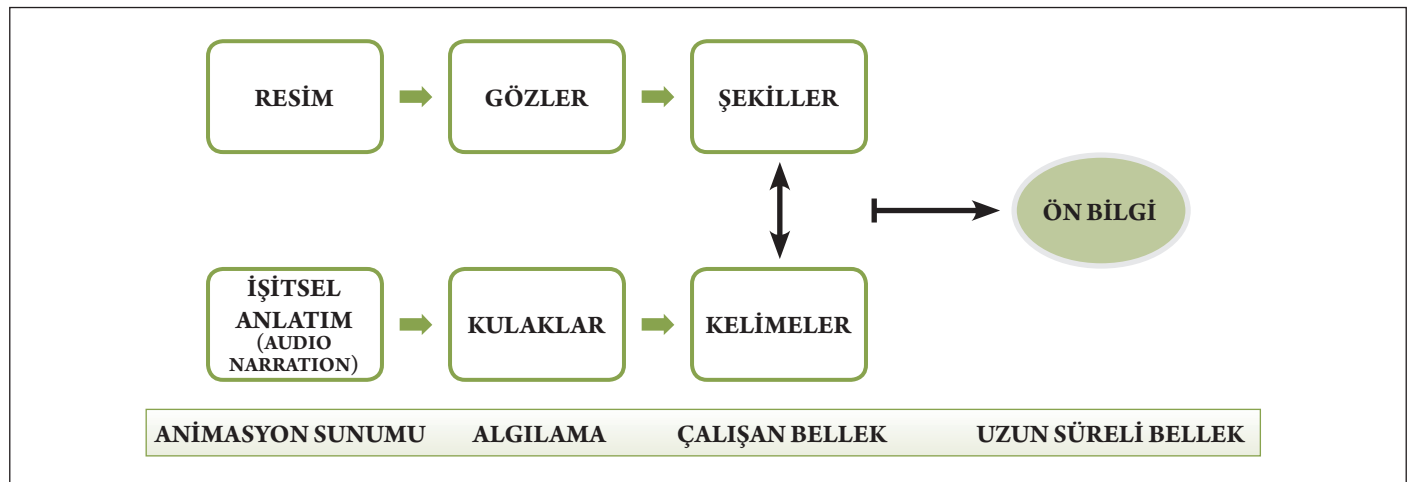 RESİM
GÖZLER
ŞEKİLLER
ÖN BİLGİ
İŞİTSEL
ANLATIM
(AUDIO
NARRATION)
KULAKLAR
KELİMELER
ANİMASYON SUNUMU
ALGILAMA
ÇALIŞAN BELLEK
UZUN SÜRELİ BELLEK